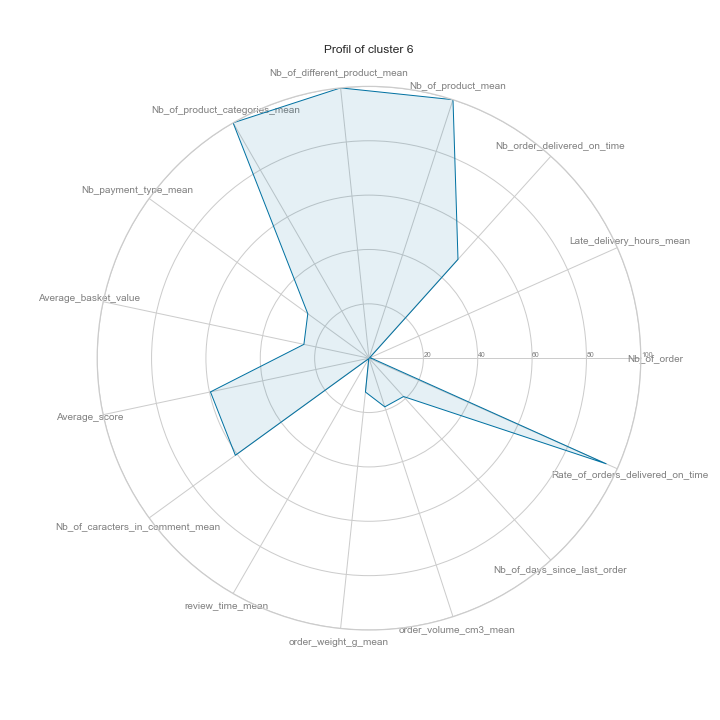 Profil of cluster 6
Nb_of_different_product_mean
Nb_of_product_mean
Nb_of_product_categories_mean
Nb_order_delivered_on_time
Nb_payment_type_mean
Late_delivery_hours_mean
Average_basket_value
20 40 60 80 100
Nb_of_order
Average_score
Rate_of_orders_delivered_on_time
Nb_of_caracters_in_comment_mean
Nb_of_days_since_last_order
review_time_mean
order_volume_cm3_mean
order_weight_g_mean